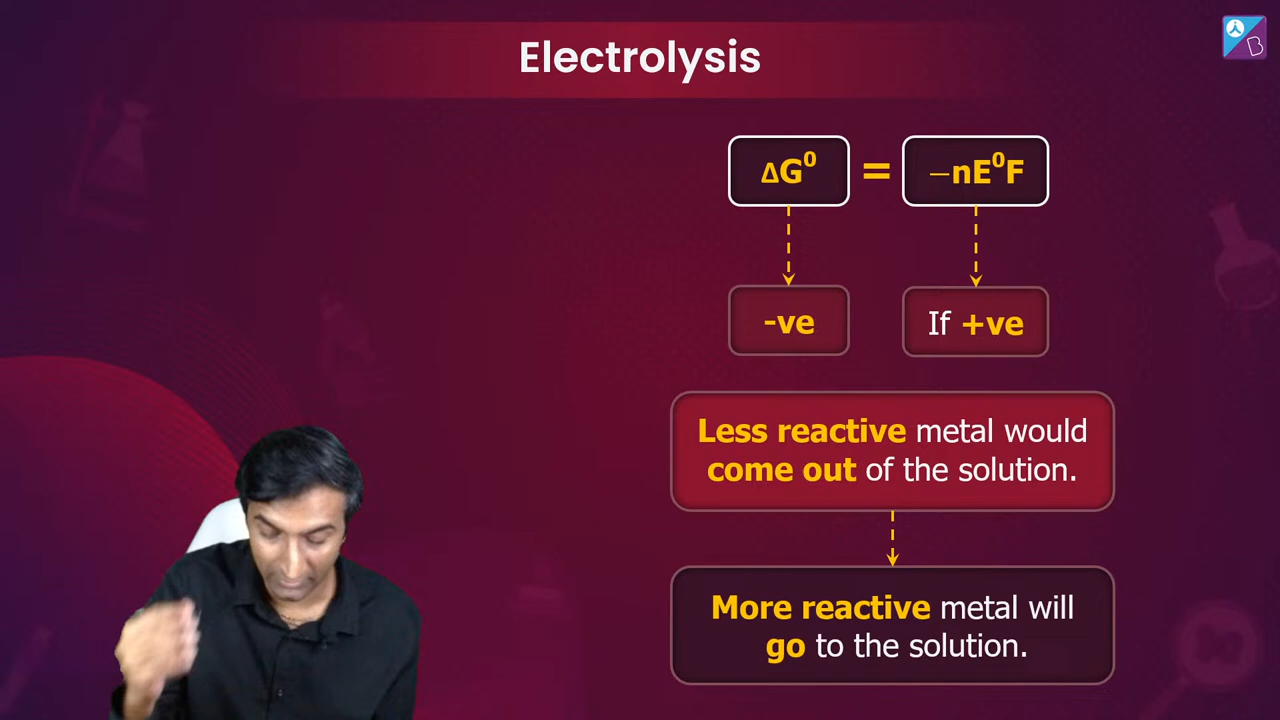 Electrolysis
ΔG⁰ = –nE⁰F
-ve
If +ve
Less reactive metal would
come out of the solution.
More reactive metal will
go to the solution.
B